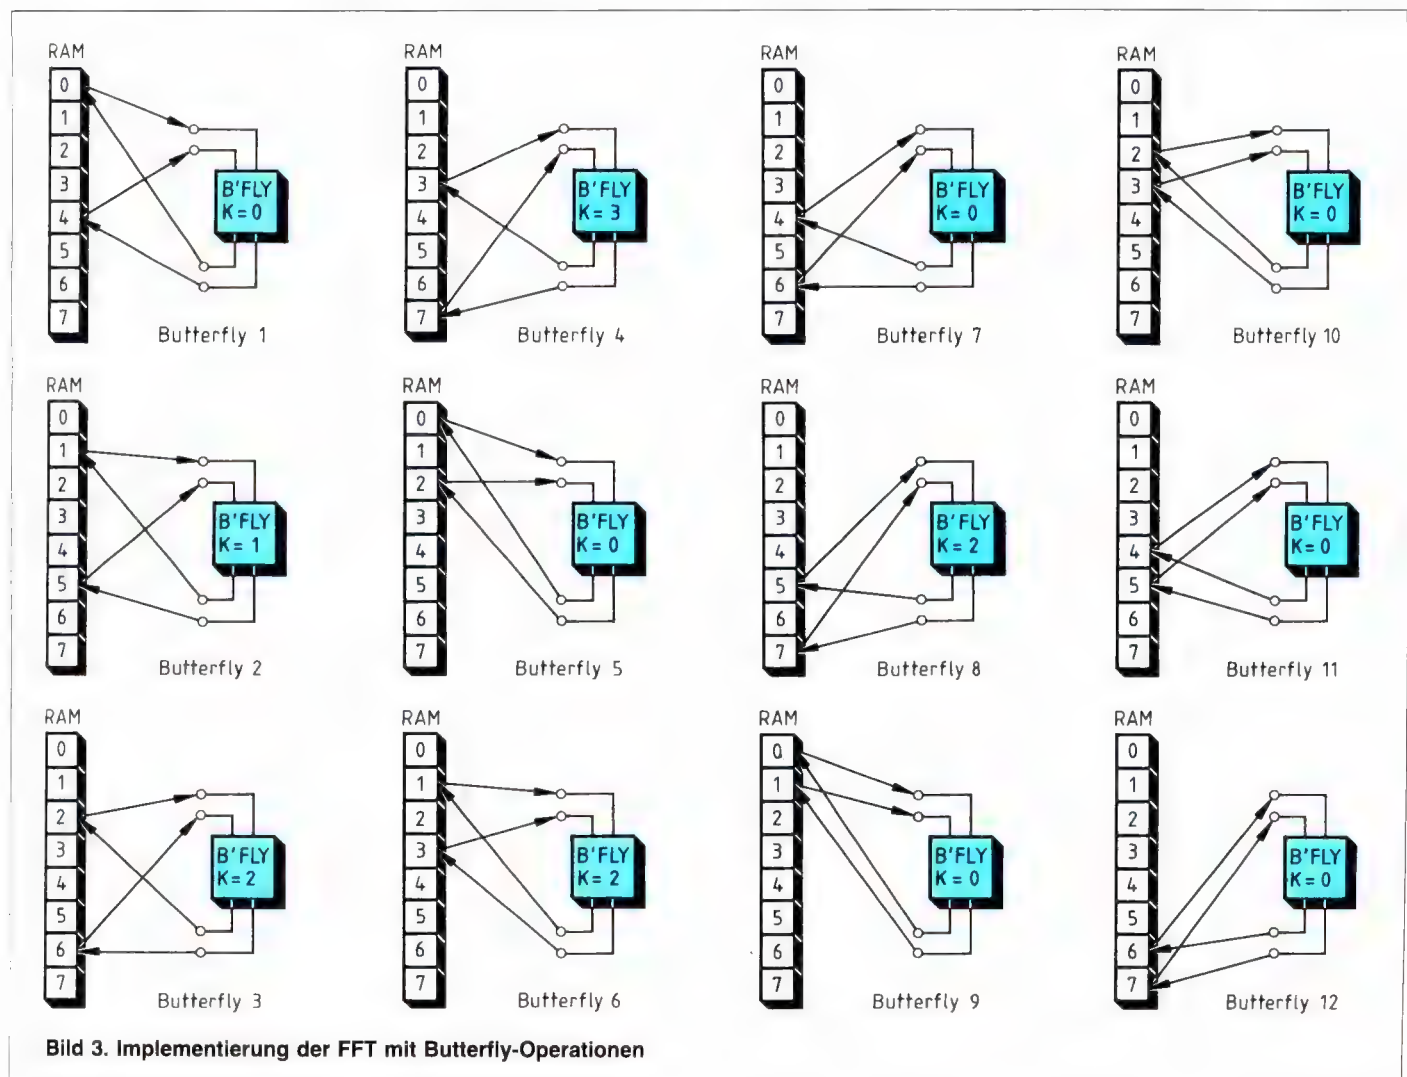 RAM
0
1
2
3
4
5
6
7
B'FLY
K=0
Butterfly 1
RAM
0
1
2
3
4
5
6
7
B'FLY
K=3
Butterfly 4
RAM
0
1
2
3
4
5
6
7
B'FLY
K=0
Butterfly 7
RAM
0
1
2
3
4
5
6
7
B'FLY
K=0
Butterfly 10
RAM
0
1
2
3
4
5
6
7
B'FLY
K=1
Butterfly 2
RAM
0
1
2
3
4
5
6
7
B'FLY
K=0
Butterfly 5
RAM
0
1
2
3
4
5
6
7
B'FLY
K=2
Butterfly 8
RAM
0
1
2
3
4
5
6
7
B'FLY
K=0
Butterfly 11
RAM
0
1
2
3
4
5
6
7
B'FLY
K=2
Butterfly 3
RAM
0
1
2
3
4
5
6
7
B'FLY
K=2
Butterfly 6
RAM
0
1
2
3
4
5
6
7
B'FLY
K=0
Butterfly 9
RAM
0
1
2
3
4
5
6
7
B'FLY
K=0
Butterfly 12
Bild 3. Implementierung der FFT mit Butterfly-Operationen